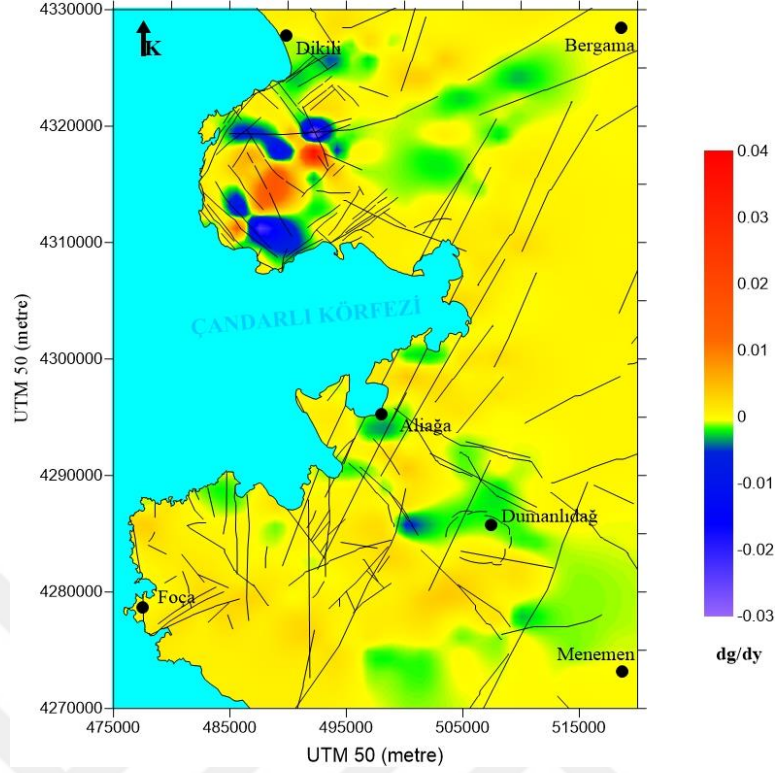 4330000
4320000
4310000
4300000
4290000
4280000
4270000
UTM 50 (metre)
K
Dikili
Bergama
ÇANDARLI KÖRFEZİ
Aliağa
Dumanlıdağ
Foça
Menemen
475000 485000 495000 505000 515000
UTM 50 (metre)
0.04
0.03
0.02
0.01
0
-0.01
-0.02
-0.03
dg/dy